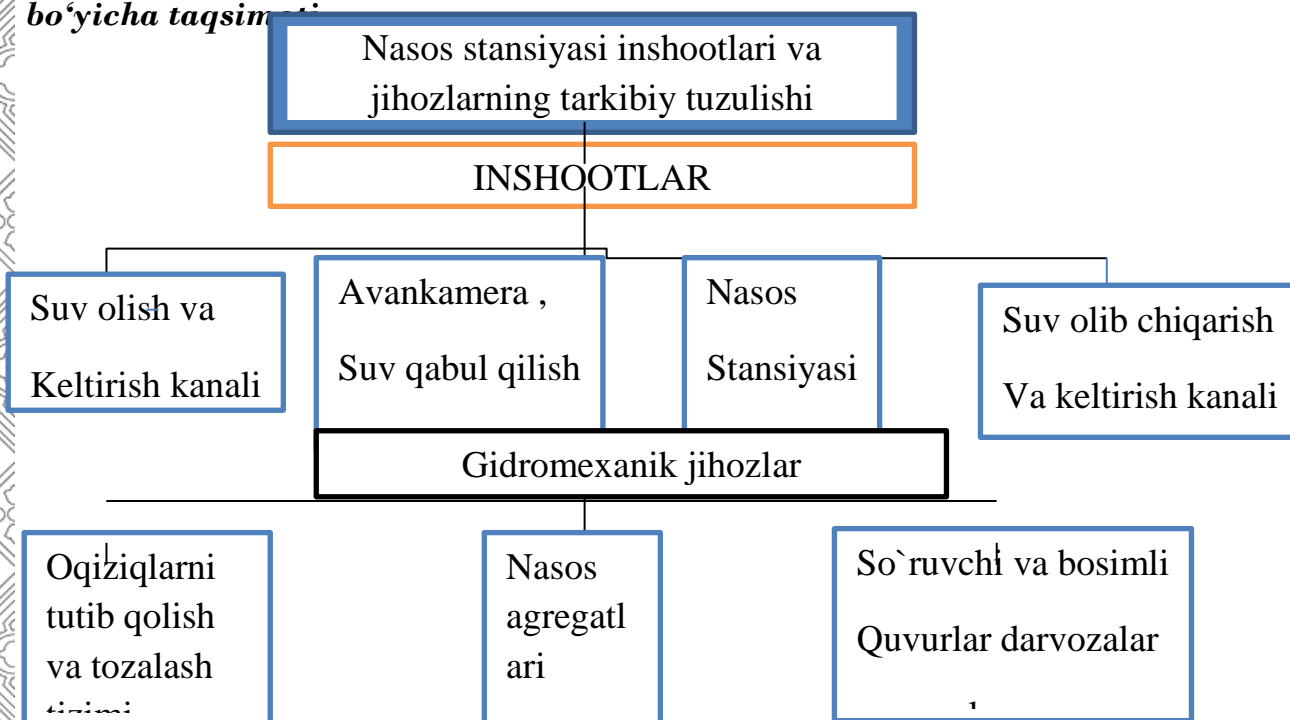 bo‘yicha taqsimoti
Nasos stansiyasi inshootlari va
jihozlarning tarkibiy tuzulishi
INSHOOTLAR
Suv olish va
Keltirish kanali
Avankamera ,
Suv qabul qilish
Nasos
Stansiyasi
Suv olib chiqarish
Va keltirish kanali
Gidromexanik jihozlar
Oqiziqlarni
tutib qolish
va tozalash
tizimi
Nasos
agregatl
ari
So`ruvchi va bosimli
Quvurlar darvozalar